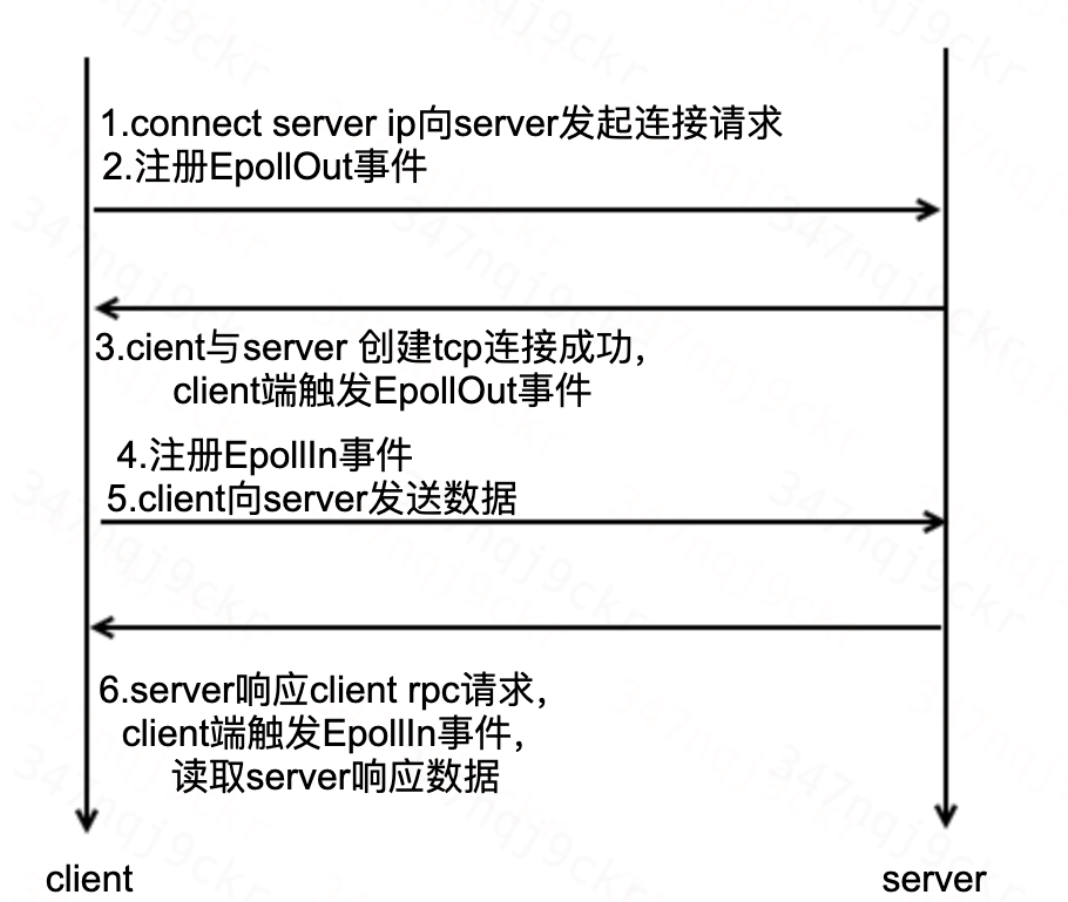 1.connect server ip向server发起连接请求
2.注册EpollOut事件
3.cient与server 创建tcp连接成功，
client端触发EpollOut事件
4.注册EpollIn事件
5.client向server发送数据
6.server响应client rpc请求，
client端触发EpollIn事件，
读取server响应数据
client
server